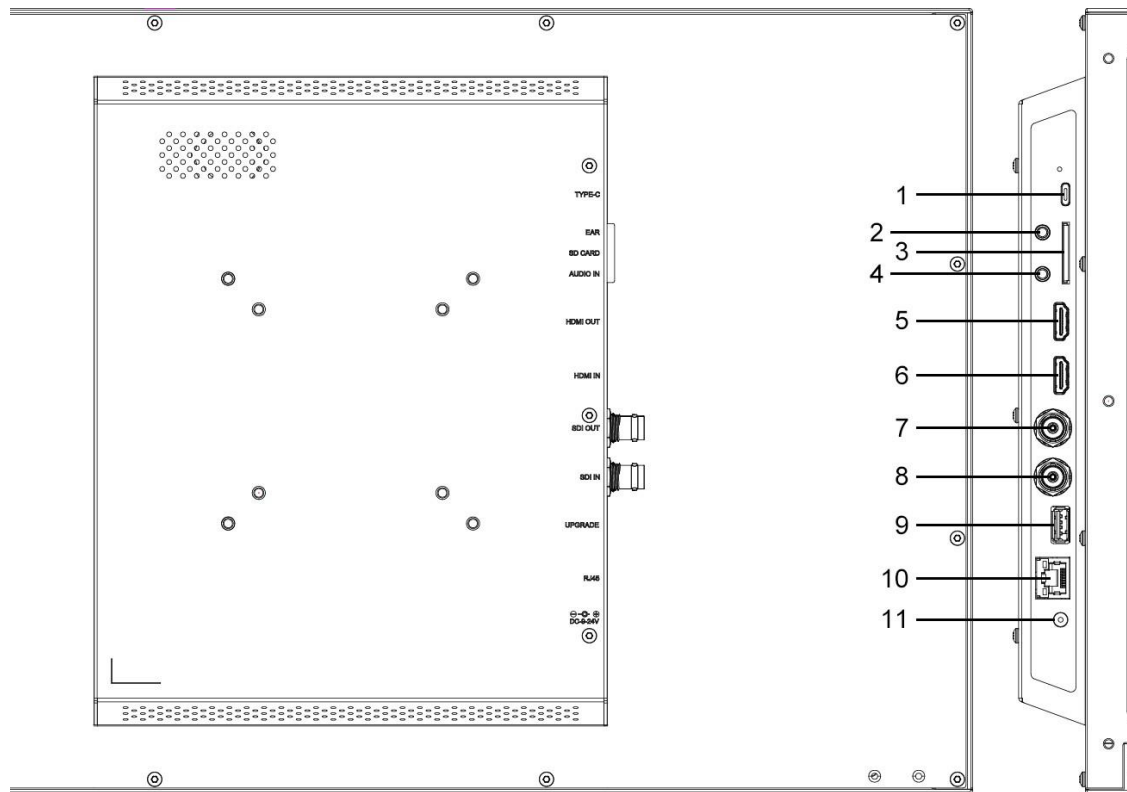 TYPE-C
EAR
SD CARD
AUDIO IN
HDMI OUT
HDMI IN
SDI OUT
SDI IN
UPGRADE
RJ45
DC-9-24V
1
2
3
4
5
6
7
8
9
10
11